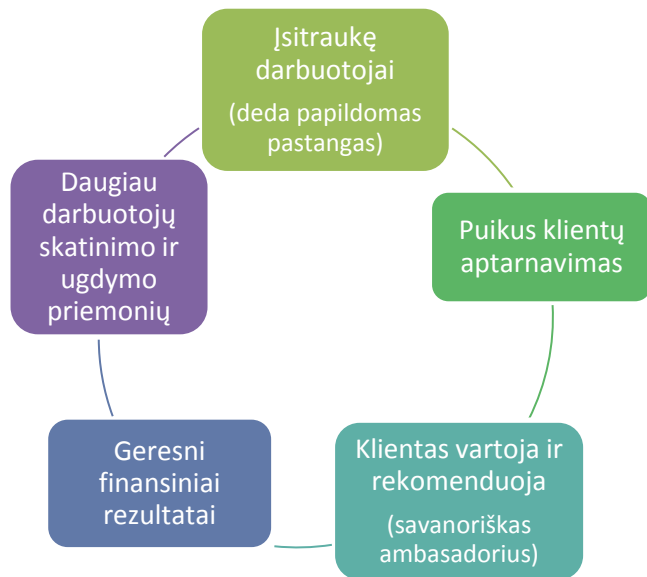 Įsitraukę
darbuotojai
(deda papildomas
pastangas)
Puikus klientų
aptarnavimas
Klientas vartoja ir
rekomenduoja
(savanoriškas
ambasadorius)
Geresni
finansiniai
rezultatai
Daugiau
darbuotojų
skatinimo ir
ugdymo
priemonių